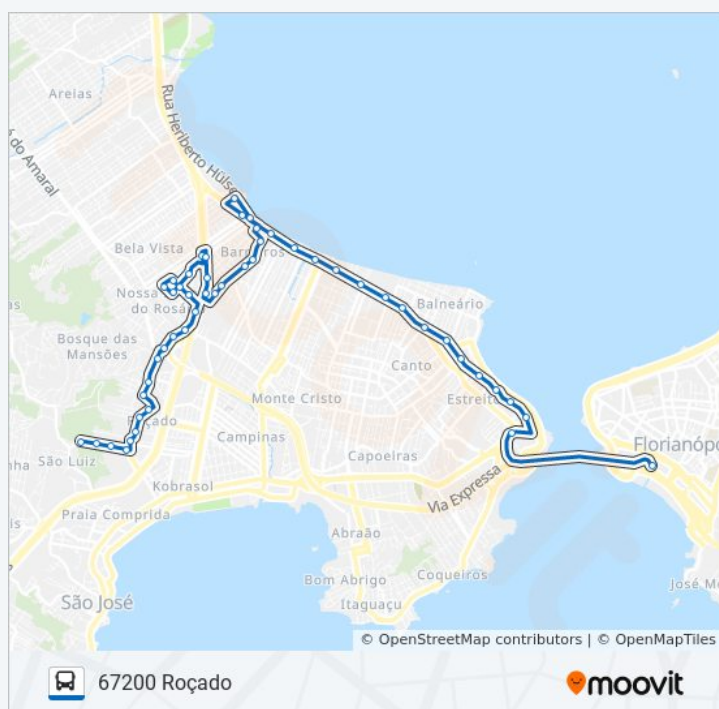 Areias
Rua Heriberto Hülse
do Amaral
Bela Vista
Barreiros
Nossa
do Rosário
Balneário
Bosque das
Mansões
Canto
Monte Cristo
Estreito
Roçado
Campinas
Florianópo
São Luiz
Capoeiras
Kobrasol
Via Expressa
Praia Comprida
Abraão
Coqueiros
Bom Abrigo
José Me
São José
Itaguaçu
© OpenStreetMap contributors | © OpenMapTiles
67200 Roçado
moovit